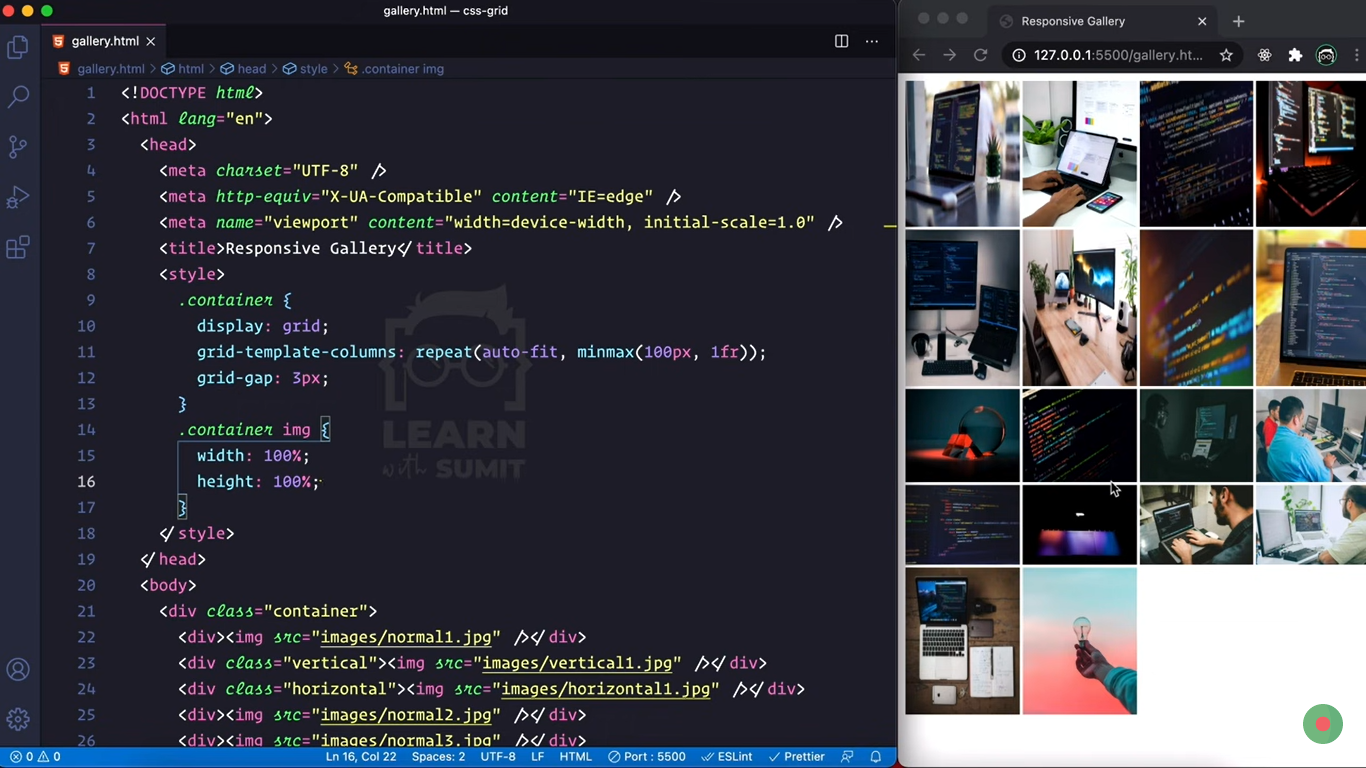 gallery.html — css-grid
gallery.html
gallery.html > html > head > style > .container img
1 <!DOCTYPE html>
2 <html lang="en">
3 <head>
4 <meta charset="UTF-8" />
5 <meta http-equiv="X-UA-Compatible" content="IE=edge" />
6 <meta name="viewport" content="width=device-width, initial-scale=1.0" />
7 <title>Responsive Gallery</title>
8 <style>
9 .container {
10 display: grid;
11 grid-template-columns: repeat(auto-fit, minmax(100px, 1fr));
12 grid-gap: 3px;
13 }
14 .container img {
15 width: 100%;
16 height: 100%;
17 }
18 </style>
19 </head>
20 <body>
21 <div class="container">
22 <div><img src="images/normal1.jpg" /></div>
23 <div class="vertical"><img src="images/vertical1.jpg" /></div>
24 <div class="horizontal"><img src="images/horizontal1.jpg" /></div>
25 <div><img src="images/normal2.jpg" /></div>
26 <div><img src="images/normal3.jpg" /></div>
LEARN
with SUMIT
0 0 Ln 16, Col 22 Spaces: 2 UTF-8 LF HTML Port : 5500 ESLint Prettier
Responsive Gallery
127.0.0.1:5500/gallery.ht...